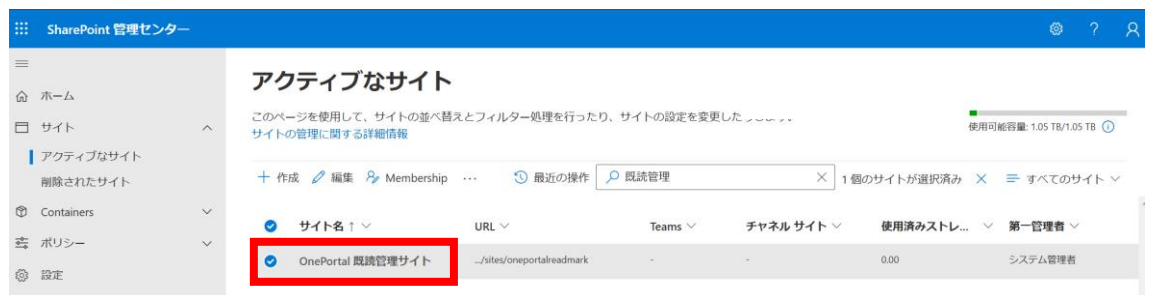 SharePoint 管理センター
ホーム
サイト
アクティブなサイト
削除されたサイト
Containers
ポリシー
設定
アクティブなサイト
このページを使用して、サイトの並べ替えとフィルター処理を行ったり、サイトの設定を変更した
サイトの管理に関する詳細情報
使用可能容量: 1.05 TB/1.05 TB
作成 編集 Membership … 最近の操作 既読管理 1 個のサイトが選択済み すべてのサイト
サイト名 ↑ URL Teams チャネル サイト 使用済みストレ... 第一管理者
OnePortal 既読管理サイト .../sites/oneportalreadmark - - 0.00 システム管理者